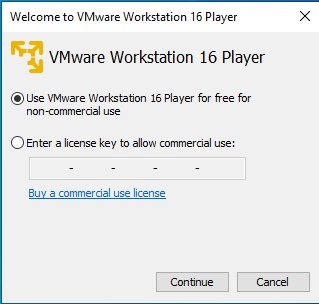 Welcome to VMware Workstation 16 Player
VMware Workstation 16 Player
Use VMware Workstation 16 Player for free for
non-commercial use
Enter a license key to allow commercial use:
- - - -
Buy a commercial use license
Continue Cancel